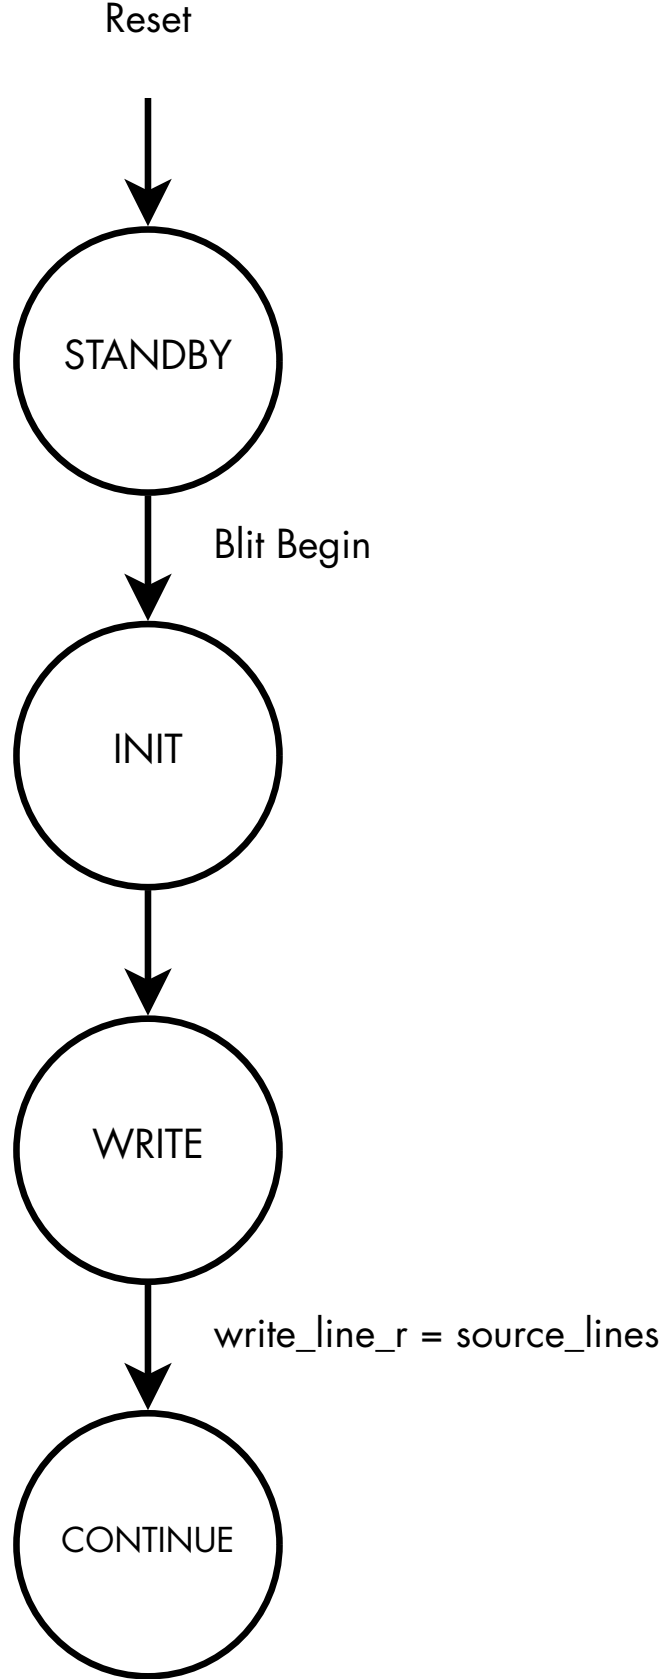 Reset
STANDBY
Blit Begin
INIT
WRITE
write_line_r = source_lines
CONTINUE